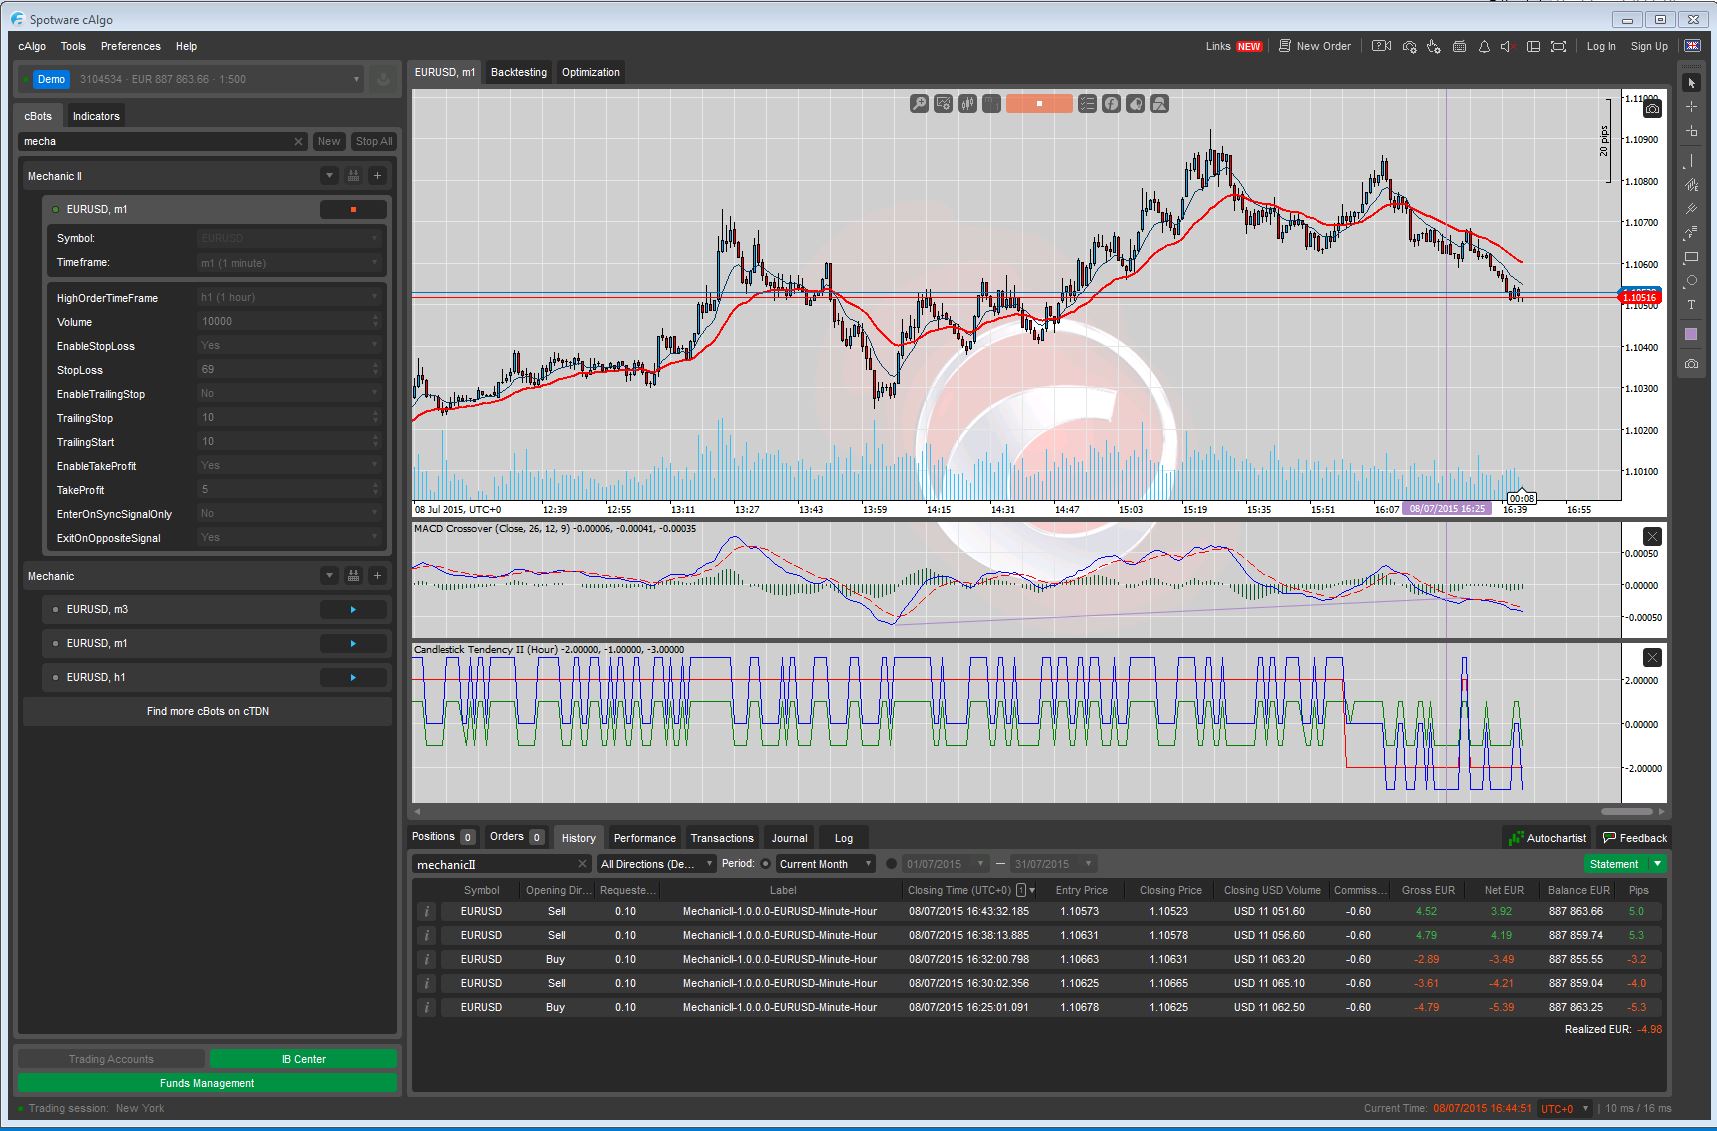 Spotware cAlgo
cAlgo Tools Preferences Help
Links NEW New Order Log In Sign Up
Demo 3104534 · EUR 887 863.66 · 1:500
EURUSD, m1 Backtesting Optimization
cBots Indicators
mecha New Stop All
Mechanic II
EURUSD, m1
Symbol: EURUSD
Timeframe: m1 (1 minute)
HighOrderTimeFrame h1 (1 hour)
Volume 10000
EnableStopLoss Yes
StopLoss 69
EnableTrailingStop No
TrailingStop 10
TrailingStart 10
EnableTakeProfit Yes
TakeProfit 5
EnterOnSyncSignalOnly No
ExitOnOppositeSignal Yes
Mechanic
EURUSD, m3
EURUSD, m1
EURUSD, h1
Find more cBots on cTDN
Trading Accounts IB Center
Funds Management
20 pips
1.11000
1.10900
1.10800
1.10700
1.10600
1.10516
1.10400
1.10300
1.10200
1.10100
00:08
08 Jul 2015, UTC+0 12:39 12:55 13:11 13:27 13:43 13:59 14:15 14:31 14:47 15:03 15:19 15:35 15:51 16:07 08/07/2015 16:25 16:39 16:55
MACD Crossover (Close, 26, 12, 9) -0.00006, -0.00041, -0.00035
0.00050
0.00000
-0.00050
Candlestick Tendency II (Hour) -2.00000, -1.00000, -3.00000
2.00000
0.00000
-2.00000
Positions 0 Orders 0 History Performance Transactions Journal Log Autochartist Feedback
mechanicII All Directions (De... Period: Current Month 01/07/2015 — 31/07/2015 Statement
Symbol Opening Dir... Requeste... Label Closing Time (UTC+0) 1 Entry Price Closing Price Closing USD Volume Commiss... Gross EUR Net EUR Balance EUR Pips
EURUSD Sell 0.10 MechanicII-1.0.0.0-EURUSD-Minute-Hour 08/07/2015 16:43:32.185 1.10573 1.10523 USD 11 051.60 -0.60 4.52 3.92 887 863.66 5.0
EURUSD Sell 0.10 MechanicII-1.0.0.0-EURUSD-Minute-Hour 08/07/2015 16:38:13.885 1.10631 1.10578 USD 11 056.60 -0.60 4.79 4.19 887 859.74 5.3
EURUSD Buy 0.10 MechanicII-1.0.0.0-EURUSD-Minute-Hour 08/07/2015 16:32:00.798 1.10663 1.10631 USD 11 063.20 -0.60 -2.89 -3.49 887 855.55 -3.2
EURUSD Sell 0.10 MechanicII-1.0.0.0-EURUSD-Minute-Hour 08/07/2015 16:30:02.356 1.10625 1.10665 USD 11 065.10 -0.60 -3.61 -4.21 887 859.04 -4.0
EURUSD Buy 0.10 MechanicII-1.0.0.0-EURUSD-Minute-Hour 08/07/2015 16:25:01.091 1.10678 1.10625 USD 11 062.50 -0.60 -4.79 -5.39 887 863.25 -5.3
Realized EUR: -4.98
Trading session: New York
Current Time: 08/07/2015 16:44:51 UTC+0 | 10 ms / 16 ms